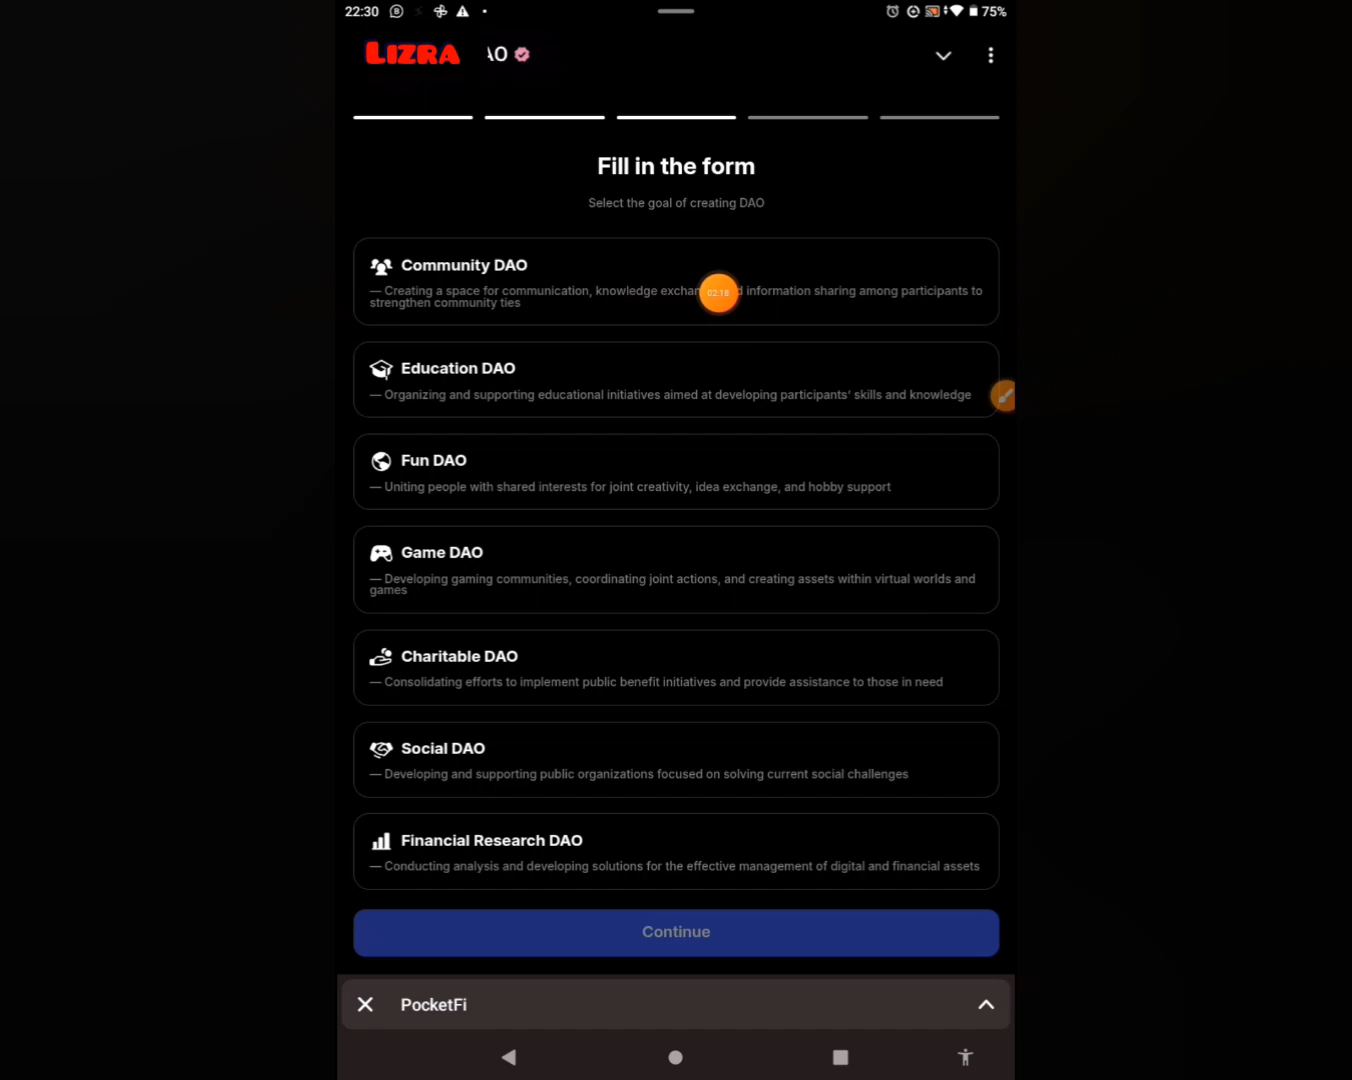 22:30
75%
LIZRA
AO
Fill in the form
Select the goal of creating DAO
Community DAO
— Creating a space for communication, knowledge exchan
02:18
d information sharing among participants to
strengthen community ties
Education DAO
— Organizing and supporting educational initiatives aimed at developing participants' skills and knowledge
Fun DAO
— Uniting people with shared interests for joint creativity, idea exchange, and hobby support
Game DAO
— Developing gaming communities, coordinating joint actions, and creating assets within virtual worlds and
games
Charitable DAO
— Consolidating efforts to implement public benefit initiatives and provide assistance to those in need
Social DAO
— Developing and supporting public organizations focused on solving current social challenges
Financial Research DAO
— Conducting analysis and developing solutions for the effective management of digital and financial assets
Continue
PocketFi